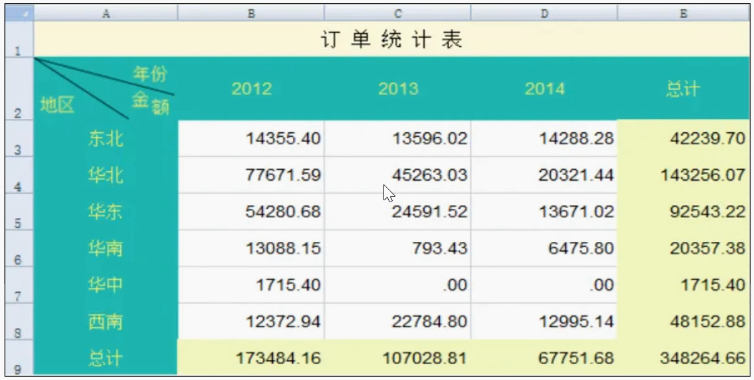 A B C D E
1 订单统计表
2 地区 金额 年份 2012 2013 2014 总计
3 东北 14355.40 13596.02 14288.28 42239.70
4 华北 77671.59 45263.03 20321.44 143256.07
5 华东 54280.68 24591.52 13671.02 92543.22
6 华南 13088.15 793.43 6475.80 20357.38
7 华中 1715.40 .00 .00 1715.40
8 西南 12372.94 22784.80 12995.14 48152.88
9 总计 173484.16 107028.81 67751.68 348264.66